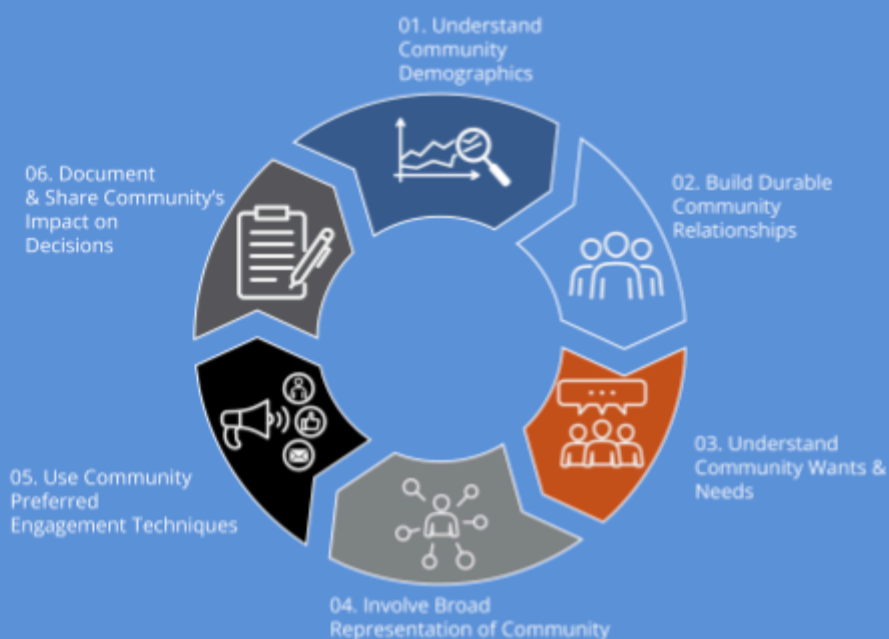 01. Understand
Community
Demographics
02. Build Durable
Community
Relationships
03. Understand
Community Wants &
Needs
04. Involve Broad
Representation of Community
05. Use Community
Preferred
Engagement Techniques
06. Document
& Share Community's
Impact on
Decisions